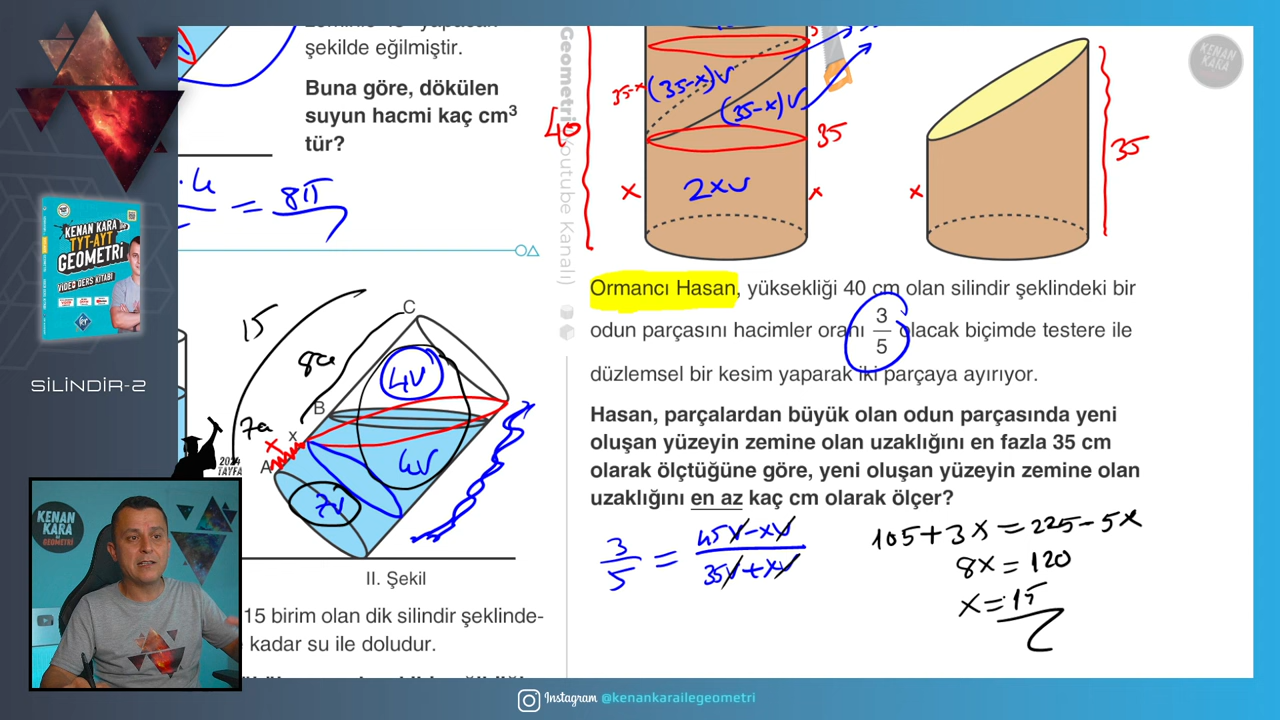 şekilde eğilmiştir.
Buna göre, dökülen
suyun hacmi kaç cm³
tür?
= 8π
KENAN KARA
TYT-AYT
GEOMETRİ
VİDEO DERS KİTABI
SİLİNDİR-2
15
8a
7a
C
B
x
x
A
4V
4V
7V
2024
TAYFA
II. Şekil
15 birim olan dik silindir şeklinde-
kadar su ile doludur.
Geometri
Youtube Kanalı)
40
35-x
(35-x)V
(35-x)V
35
x
2xV
x
x
35
KENAN
KARA
Ormancı Hasan, yüksekliği 40 cm olan silindir şeklindeki bir
odun parçasını hacimler oranı 3/5 olacak biçimde testere ile
düzlemsel bir kesim yaparak iki parçaya ayırıyor.
Hasan, parçalardan büyük olan odun parçasında yeni
oluşan yüzeyin zemine olan uzaklığını en fazla 35 cm
olarak ölçtüğüne göre, yeni oluşan yüzeyin zemine olan
uzaklığını en az kaç cm olarak ölçer?
3/5 = 45V-xV/35V+xV
105+3x=225-5x
8x=120
x=15
KENAN
KARA
GEOMETRİ
Instagram @kenankarailegeometri